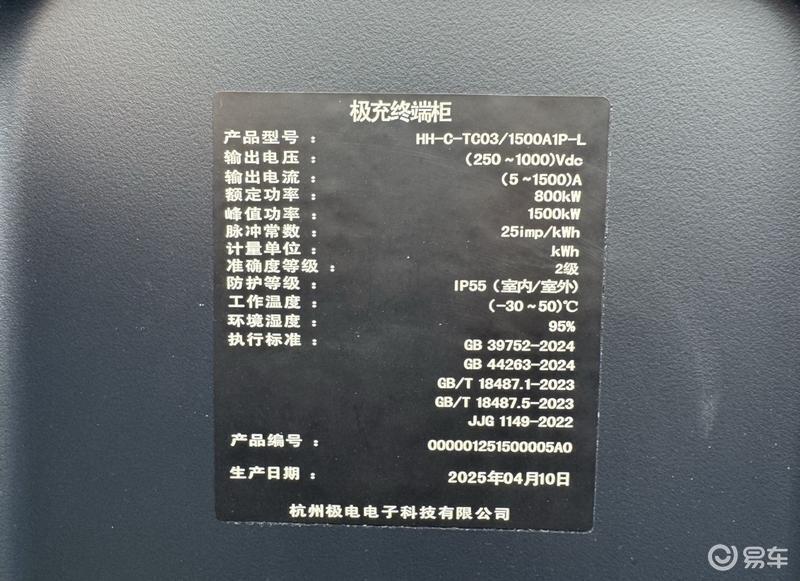 极充终端柜
产品型号： HH-C-TC03/1500A1P-L
输出电压： (250~1000)Vdc
输出电流： (5~1500)A
额定功率： 800kW
峰值功率： 1500kW
脉冲常数： 25imp/kWh
计量单位： kWh
准确度等级： 2级
防护等级： IP55 (室内/室外)
工作温度： (-30~50)℃
环境湿度： 95%
执行标准： GB 39752-2024
GB 44263-2024
GB/T 18487.1-2023
GB/T 18487.5-2023
JJG 1149-2022
产品编号： 000001251500005A0
生产日期： 2025年04月10日
杭州极电电子科技有限公司
易车